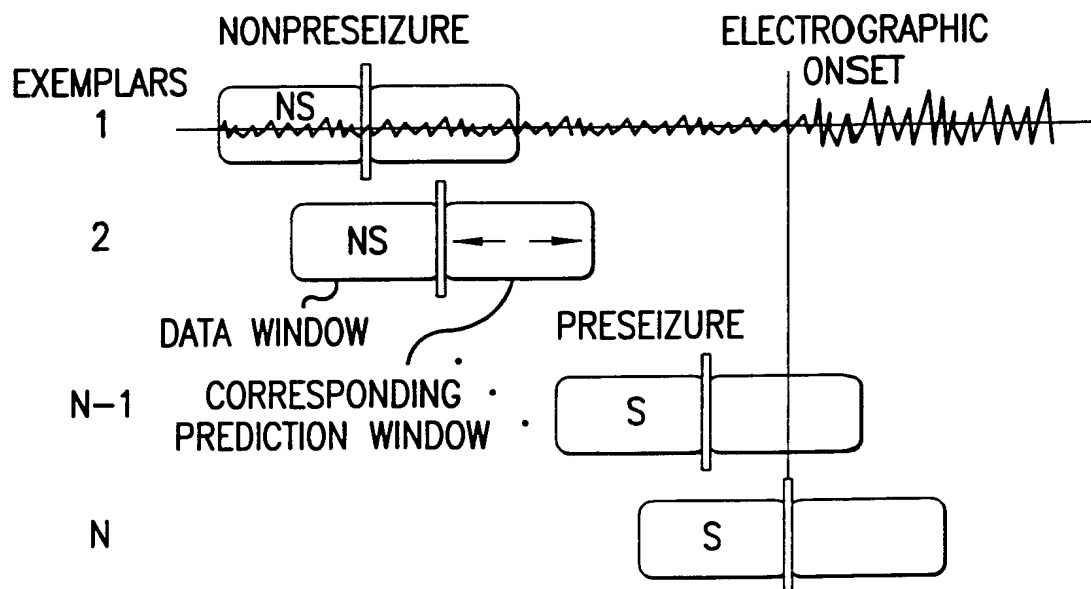 NONPRESEIZURE
ELECTROGRAPHIC
ONSET
EXEMPLARS
1
NS
2
NS
DATA WINDOW
PRESEIZURE
N-1
CORRESPONDING
PREDICTION WINDOW
S
N
S